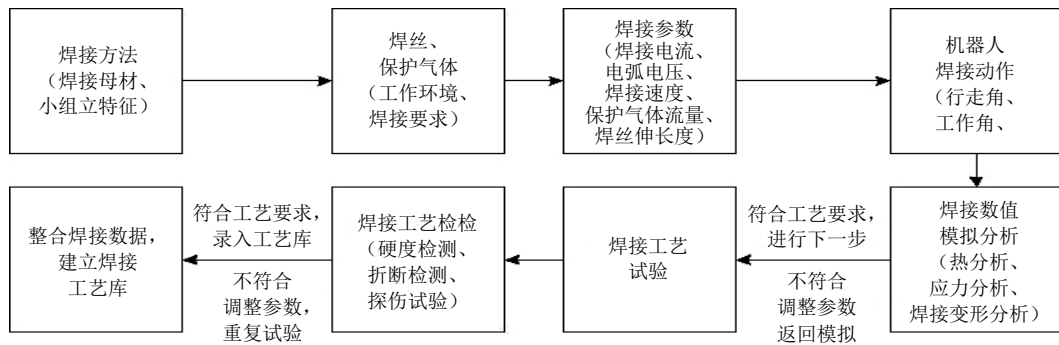 焊接方法
（焊接母材、
小组立特征）
焊丝、
保护气体
（工作环境、
焊接要求）
焊接参数
（焊接电流、
电弧电压、
焊接速度、
保护气体流量、
焊丝伸长度）
机器人
焊接动作
（行走角、
工作角、
焊接数值
模拟分析
（热分析、
应力分析、
焊接变形分析）
符合工艺要求，
进行下一步
不符合
调整参数
返回模拟
焊接工艺
试验
焊接工艺检检
（硬度检测、
折断检测、
探伤试验）
符合工艺要求，
录入工艺库
不符合
调整参数，
重复试验
整合焊接数据，
建立焊接
工艺库